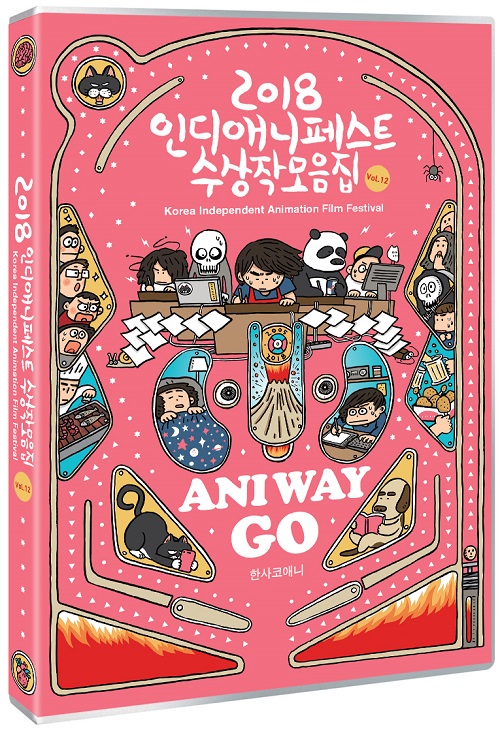 2018
인디애니페스트
수상작모음집
Vol.12
Korea Independent Animation Film Festival
2018
ANIWAY
GO
한사코애니
2018 인디애니페스트 수상작모음집
Korea Independent Animation Film Festival
Vol.12